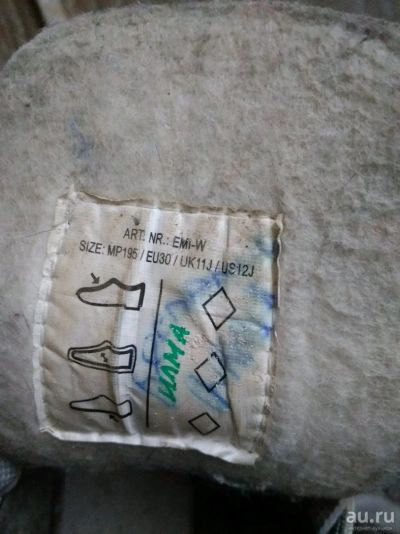 ART. NR.: EMI-W
SIZE: MP195 / EU30 / UK11J / US12J
ИЛМА
au.ru